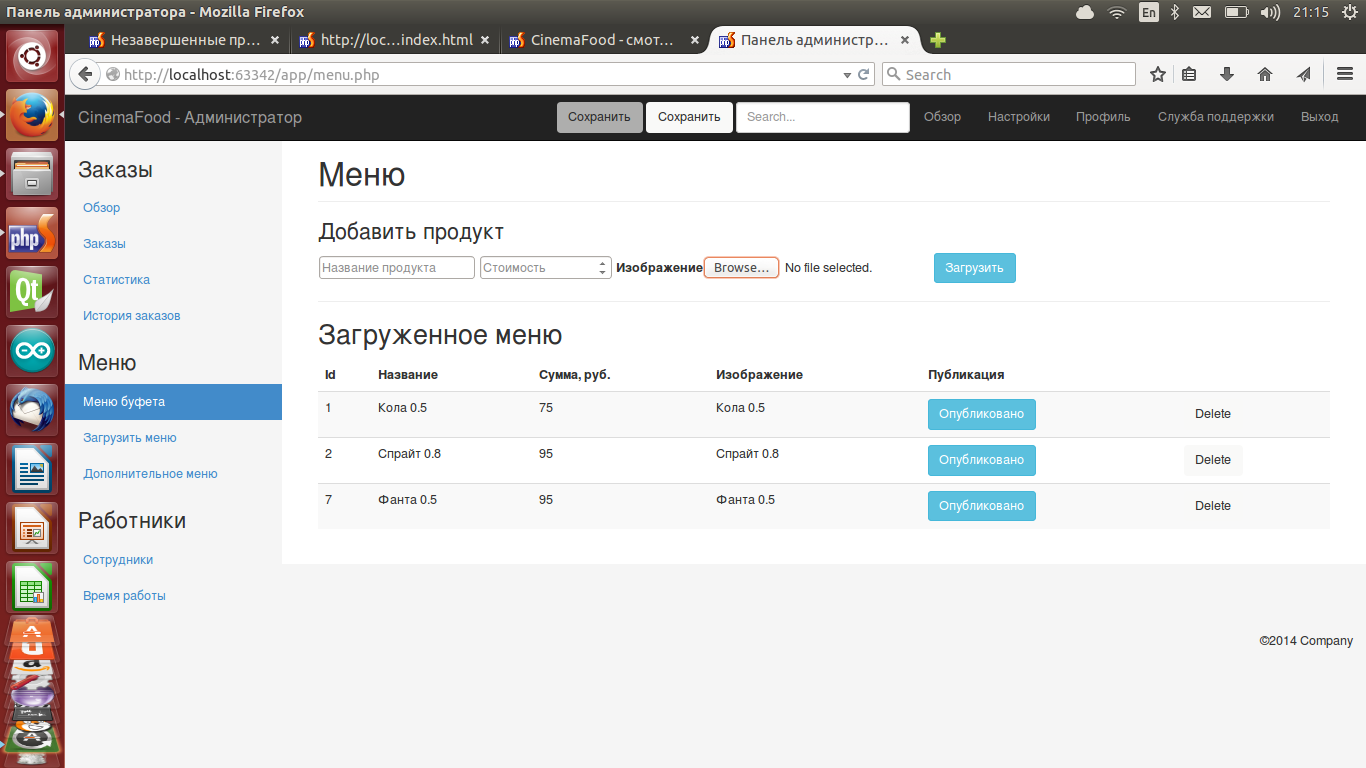 Панель администратора - Mozilla Firefox En 21:15
Незавершенные пр... http://loc...index.html CinemaFood - смот... Панель администр...
http://localhost:63342/app/menu.php Search
CinemaFood - Администратор Сохранить Сохранить Search... Обзор Настройки Профиль Служба поддержки Выход
Заказы
Обзор
Заказы
Статистика
История заказов
Меню
Меню буфета
Загрузить меню
Дополнительное меню
Работники
Сотрудники
Время работы
Меню
Добавить продукт
Название продукта Стоимость Изображение Browse... No file selected. Загрузить
Загруженное меню
Id Название Сумма, руб. Изображение Публикация
1 Кола 0.5 75 Кола 0.5 Опубликовано Delete
2 Спрайт 0.8 95 Спрайт 0.8 Опубликовано Delete
7 Фанта 0.5 95 Фанта 0.5 Опубликовано Delete
©2014 Company
php
Qt